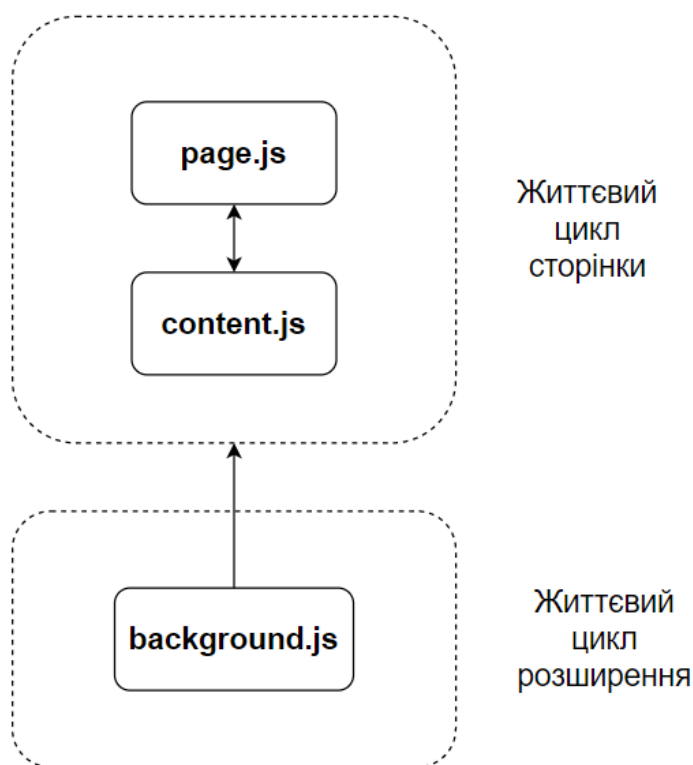 page.js
content.js
Життєвий
цикл
сторінки
background.js
Життєвий
цикл
розширення